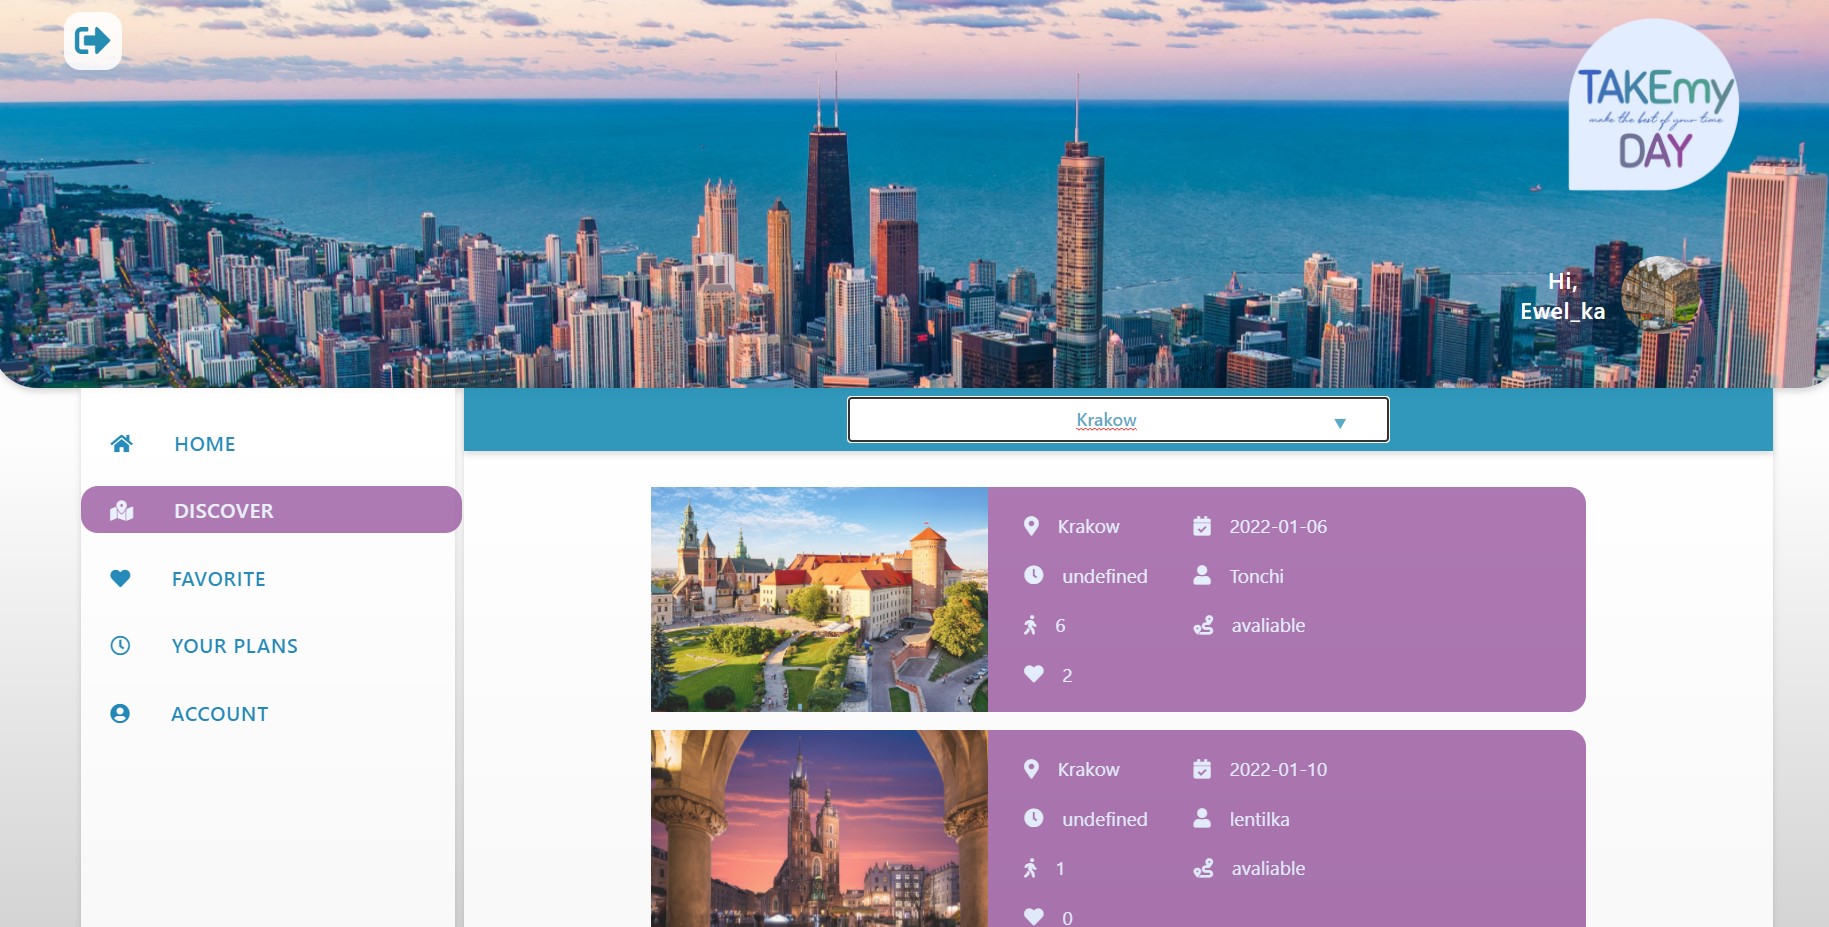 TAKEmy
make the best of your time
DAY
Hi,
Ewel_ka
HOME
DISCOVER
FAVORITE
YOUR PLANS
ACCOUNT
Krakow
Krakow 2022-01-06
undefined Tonchi
6 avaliable
2
Krakow 2022-01-10
undefined lentilka
1 avaliable
0